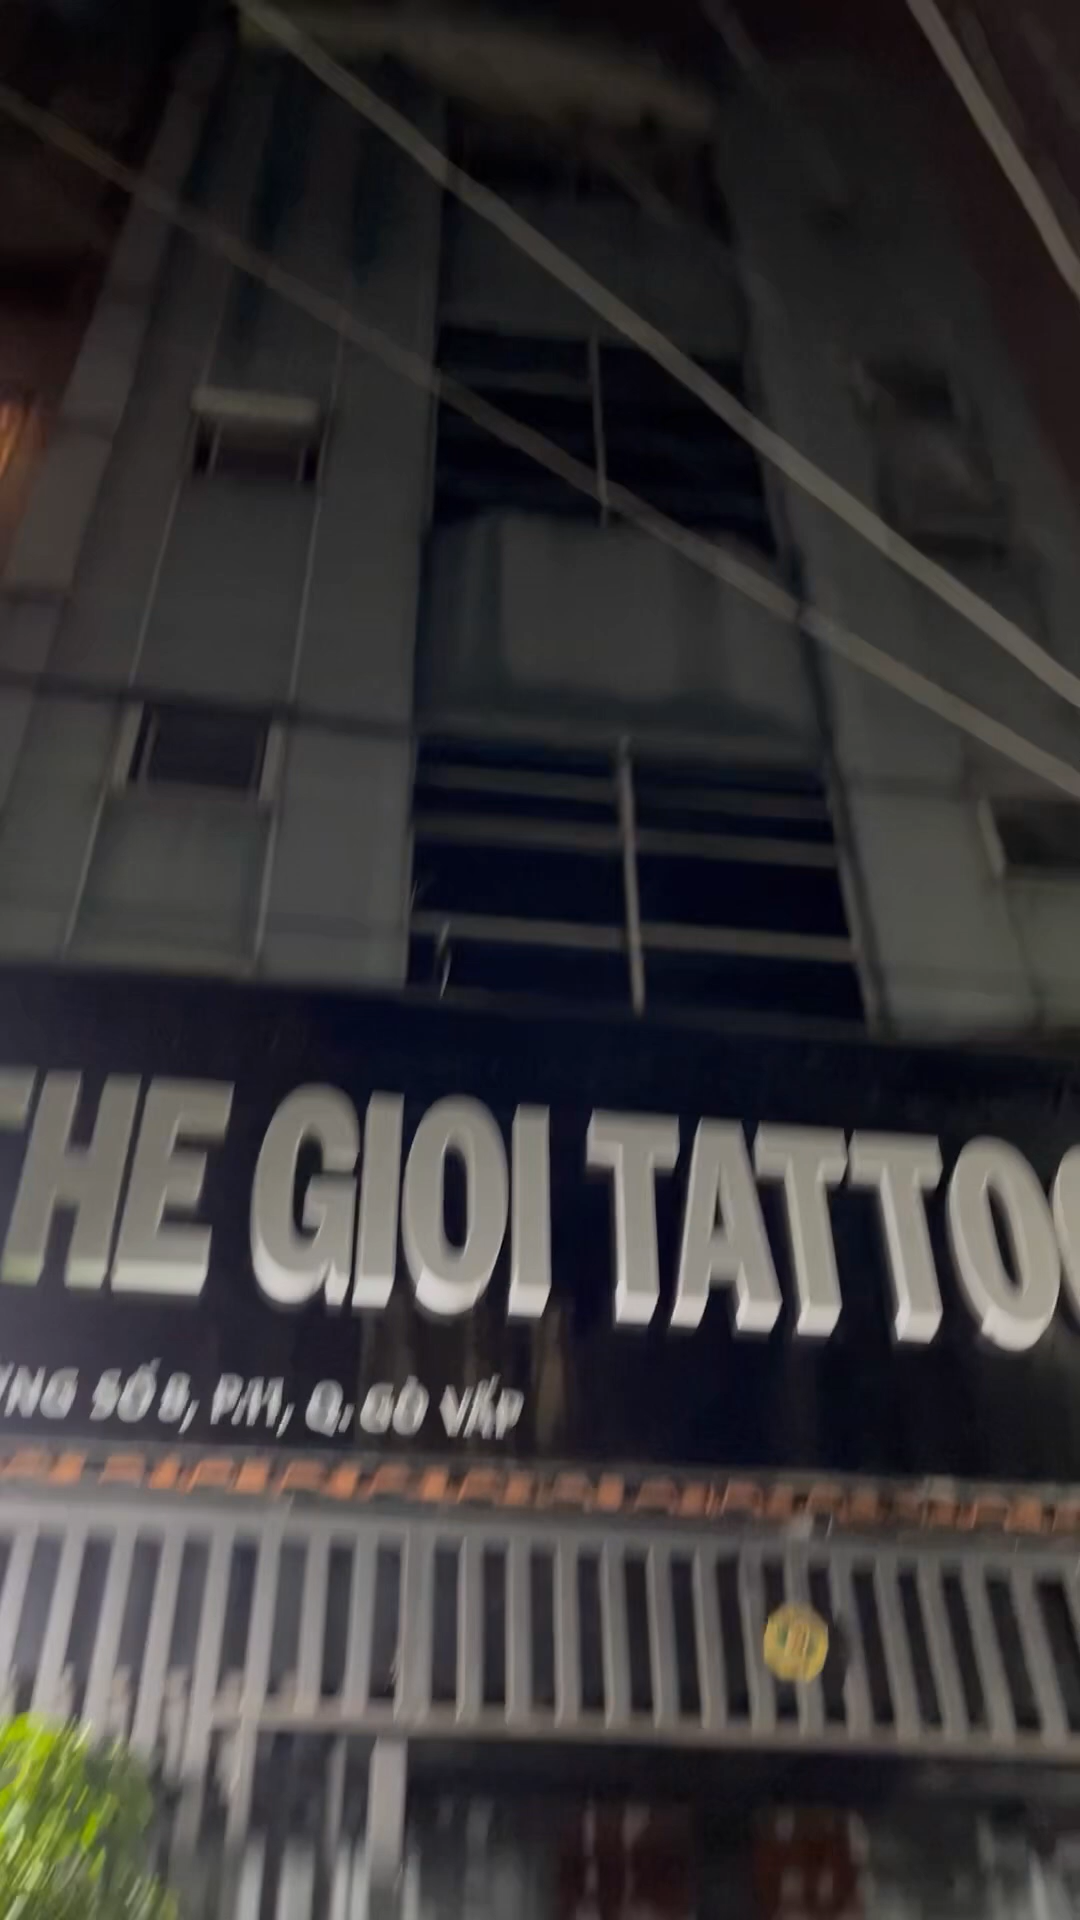 THE GIOI TATTOO
SỐ 8, P.11, Q. GÒ VẤP